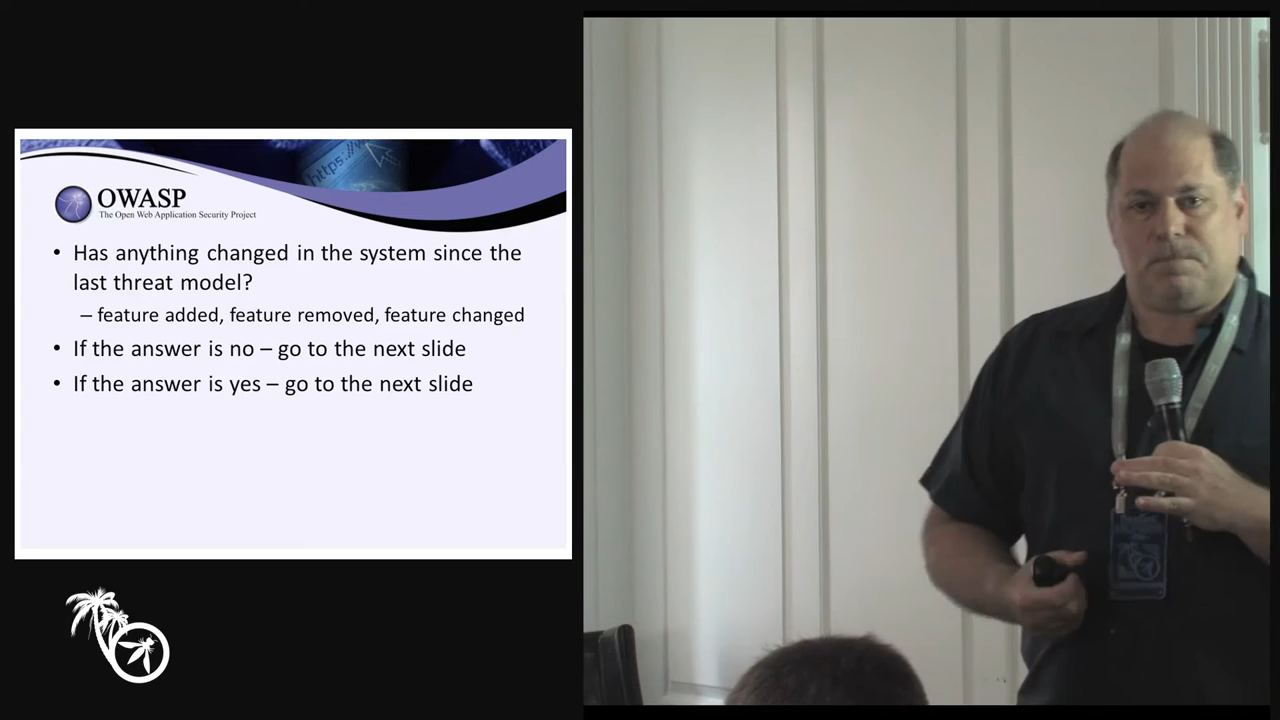 https://w
OWASP
The Open Web Application Security Project
• Has anything changed in the system since the
last threat model?
– feature added, feature removed, feature changed
• If the answer is no – go to the next slide
• If the answer is yes – go to the next slide